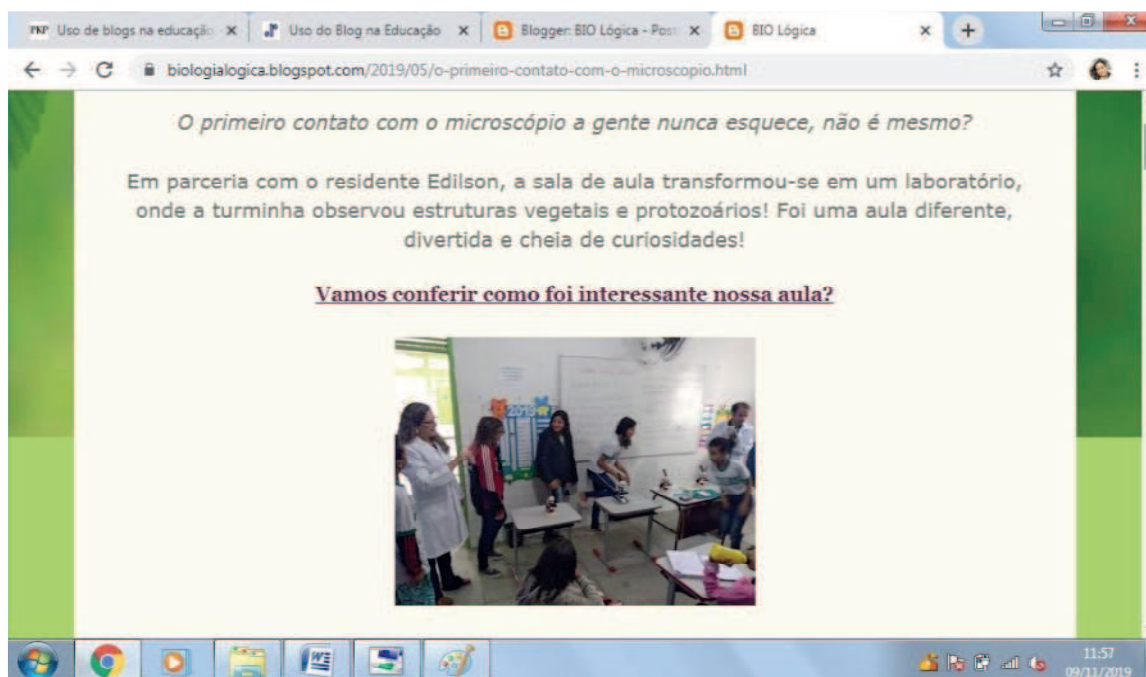 Uso de blogs na educação
Uso do Blog na Educação
Blogger: BIO Lógica - Post
BIO Lógica
biologialogica.blogspot.com/2019/05/o-primeiro-contato-com-o-microscopio.html
O primeiro contato com o microscópio a gente nunca esquece, não é mesmo?
Em parceria com o residente Edilson, a sala de aula transformou-se em um laboratório,
onde a turminha observou estruturas vegetais e protozoários! Foi uma aula diferente,
divertida e cheia de curiosidades!
Vamos conferir como foi interessante nossa aula?
2019
11:57
09/11/2019